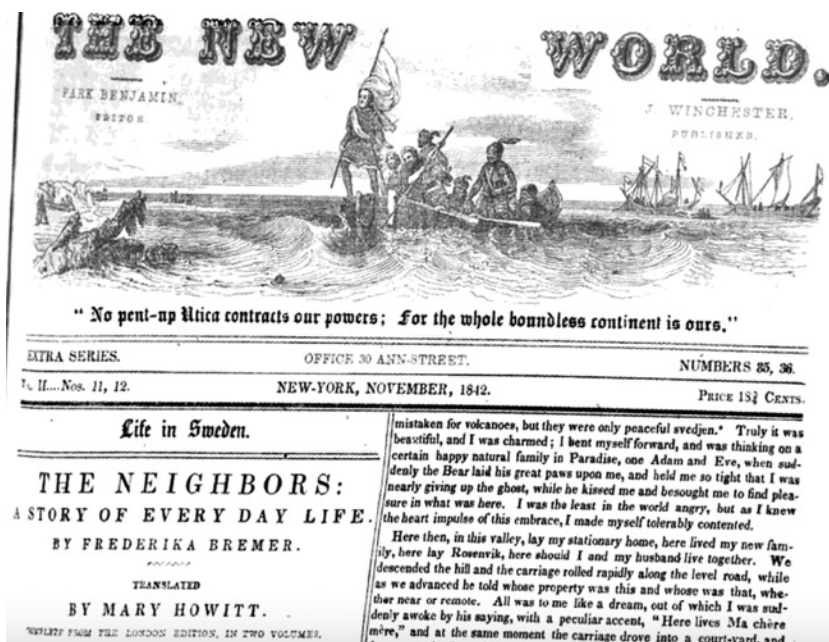 THE NEW WORLD.
PARK BENJAMIN,
EDITOR.
J. WINCHESTER,
PUBLISHER.
" No pent-up Utica contracts our powers; For the whole boundless continent is ours."
EXTRA SERIES.
OFFICE 30 ANN-STREET.
NUMBERS 35, 36.
II....Nos. 11, 12.
NEW-YORK, NOVEMBER, 1842.
PRICE 18¾ CENTS.
Life in Sweden.
THE NEIGHBORS:
A STORY OF EVERY DAY LIFE.
BY FREDERIKA BREMER.
TRANSLATED
BY MARY HOWITT.
FROM THE LONDON EDITION, IN TWO VOLUMES.
mistaken for volcanoes, but they were only peaceful svedjen.* Truly it was
beautiful, and I was charmed; I bent myself forward, and was thinking on a
certain happy natural family in Paradise, one Adam and Eve, when sud-
denly the Bear laid his great paws upon me, and held me so tight that I was
nearly giving up the ghost, while he kissed me and besought me to find plea-
sure in what was here. I was the least in the world angry, but as I knew
the heart impulse of this embrace, I made myself tolerably contented.
Here then, in this valley, lay my stationary home, here lived my new fam-
ily, here lay Rosenvik, here should I and my husband live together. We
descended the hill and the carriage rolled rapidly along the level road, while
as we advanced he told whose property was this and whose was that, whe-
ther near or remote. All was to me like a dream, out of which I was sud-
denly awoke by his saying, with a peculiar accent, "Here lives Ma chère
mère," and at the same moment the carriage drove into a court-yard, and